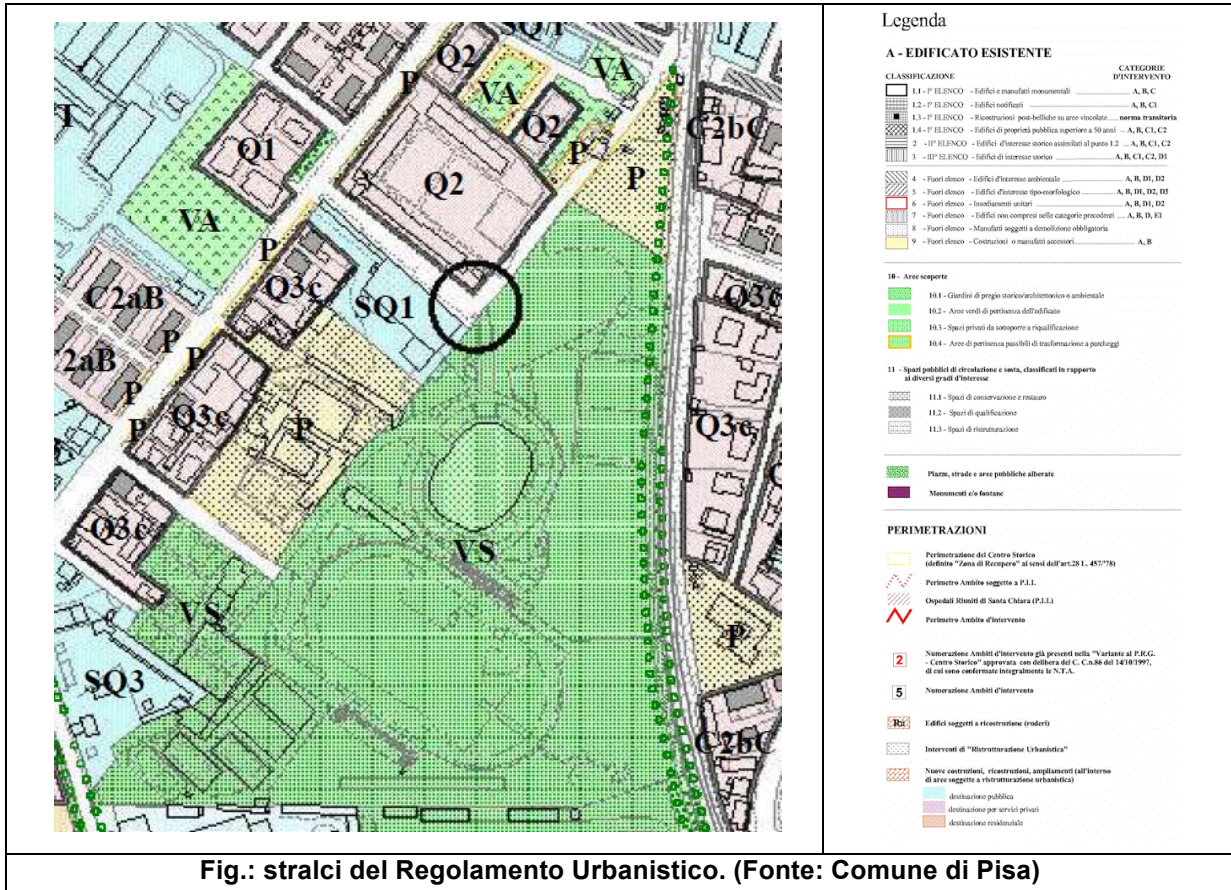 SQ/I
Q2
VA
VA
P
Q1
Q2
C2bC
Q2
P
P
VA
P
Q3c
SQ1
Q3c
C2aB
P
P
2aB
Q3c
P
P
Q3c
P
Q3c
VS
VS
P
SQ3
C2bC
Legenda
A - EDIFICATO ESISTENTE
CLASSIFICAZIONE
CATEGORIE
D'INTERVENTO
1.1 - I° ELENCO - Edifici e manufatti monumentali A, B, C
1.2 - I° ELENCO - Edifici notificati A, B, C1
1.3 - I° ELENCO - Ricostruzioni post-belliche su aree vincolate norma transitoria
1.4 - I° ELENCO - Edifici di proprietà pubblica superiore a 50 anni A, B, C1, C2
2 - II° ELENCO - Edifici d'interesse storico assimilati al punto 1.2 A, B, C1, C2
3 - III° ELENCO - Edifici di interesse storico A, B, C1, C2, D1
4 - Fuori elenco - Edifici d'interesse ambientale A, B, D1, D2
5 - Fuori elenco - Edifici d'interesse tipo-morfologico A, B, D1, D2, D3
6 - Fuori elenco - Insediamenti unitari A, B, D1, D2
7 - Fuori elenco - Edifici non compresi nelle categorie precedenti A, B, D, E1
8 - Fuori elenco - Manufatti soggetti a demolizione obbligatoria
9 - Fuori elenco - Costruzioni o manufatti accessori A, B
10 - Aree scoperte
10.1 - Giardini di pregio storico/architettonico o ambientale
10.2 - Aree verdi di pertinenza dell'edificato
10.3 - Spazi privati da sottoporre a riqualificazione
10.4 - Aree di pertinenza passibili di trasformazione a parcheggi
11 - Spazi pubblici di circolazione e sosta, classificati in rapporto
ai diversi gradi d'interesse
11.1 - Spazi di conservazione e restauro
11.2 - Spazi di qualificazione
11.3 - Spazi di ristrutturazione
Piazze, strade e aree pubbliche alberate
Monumenti e/o fontane
PERIMETRAZIONI
Perimetrazione del Centro Storico
(definito "Zona di Recupero" ai sensi dell'art.28 L. 457/'78)
Perimetro Ambito soggetto a P.I.I.
Ospedali Riuniti di Santa Chiara (P.I.I.)
Perimetro Ambito d'intervento
2
Numerazione Ambiti d'intervento già presenti nella "Variante al P.R.G.
- Centro Storico" approvata con delibera del C. C.n.86 del 14/10/1997,
di cui sono confermate integralmente le N.T.A.
5
Numerazione Ambiti d'intervento
Ru
Edifici soggetti a ricostruzione (ruderi)
Interventi di "Ristrutturazione Urbanistica"
Nuove costruzioni, ricostruzioni, ampliamenti (all'interno
di aree soggette a ristrutturazione urbanistica)
destinazione pubblica
destinazione per servizi privati
destinazione residenziale
Fig.: stralci del Regolamento Urbanistico. (Fonte: Comune di Pisa)